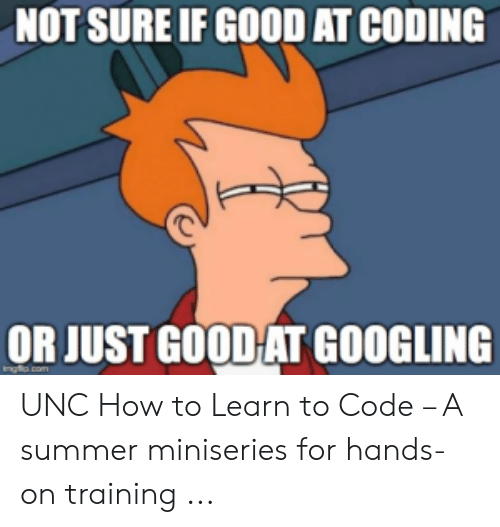 NOT SURE IF GOOD AT CODING
OR JUST GOOD AT GOOGLING
imgflip.com
UNC How to Learn to Code – A
summer miniseries for hands-
on training ...